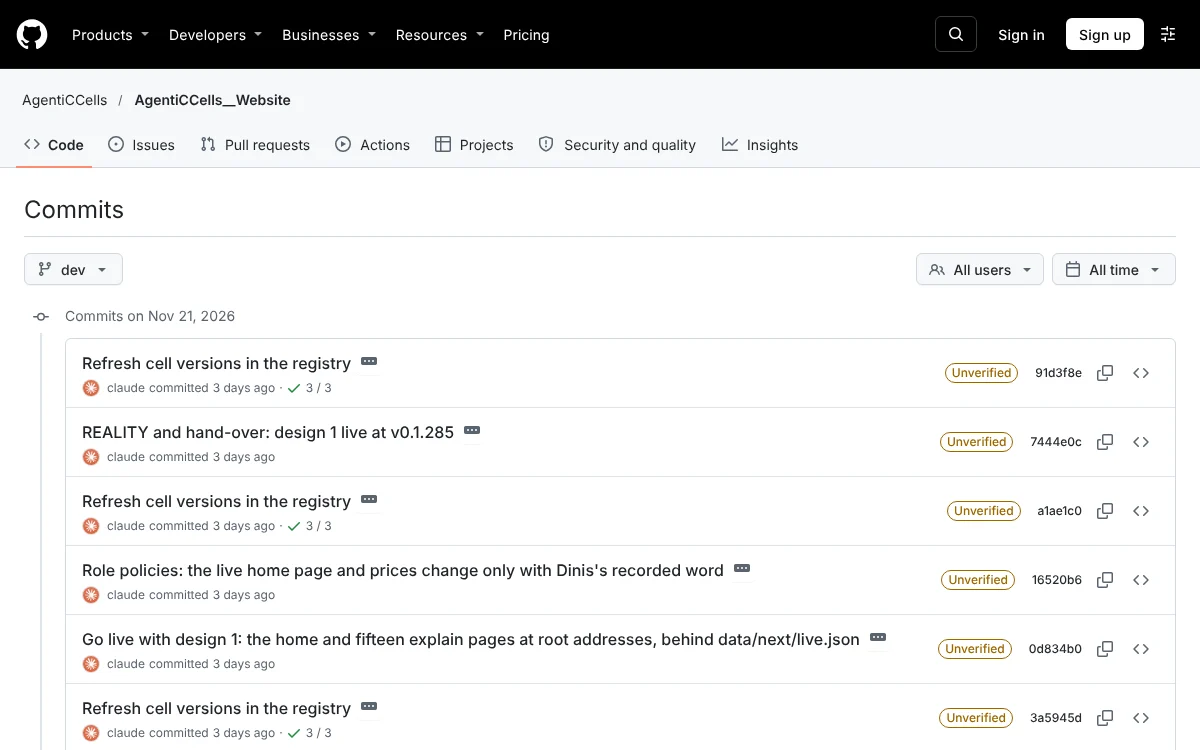 Products Developers Businesses Resources Pricing Sign in Sign up
AgentiCCells / AgentiCCells__Website
Code Issues Pull requests Actions Projects Security and quality Insights
Commits
dev All users All time
Commits on Nov 21, 2026
Refresh cell versions in the registry
claude committed 3 days ago · 3 / 3
Unverified 91d3f8e
REALITY and hand-over: design 1 live at v0.1.285
claude committed 3 days ago
Unverified 7444e0c
Refresh cell versions in the registry
claude committed 3 days ago · 3 / 3
Unverified a1ae1c0
Role policies: the live home page and prices change only with Dinis's recorded word
claude committed 3 days ago
Unverified 16520b6
Go live with design 1: the home and fifteen explain pages at root addresses, behind data/next/live.json
claude committed 3 days ago
Unverified 0d834b0
Refresh cell versions in the registry
claude committed 3 days ago · 3 / 3
Unverified 3a5945d